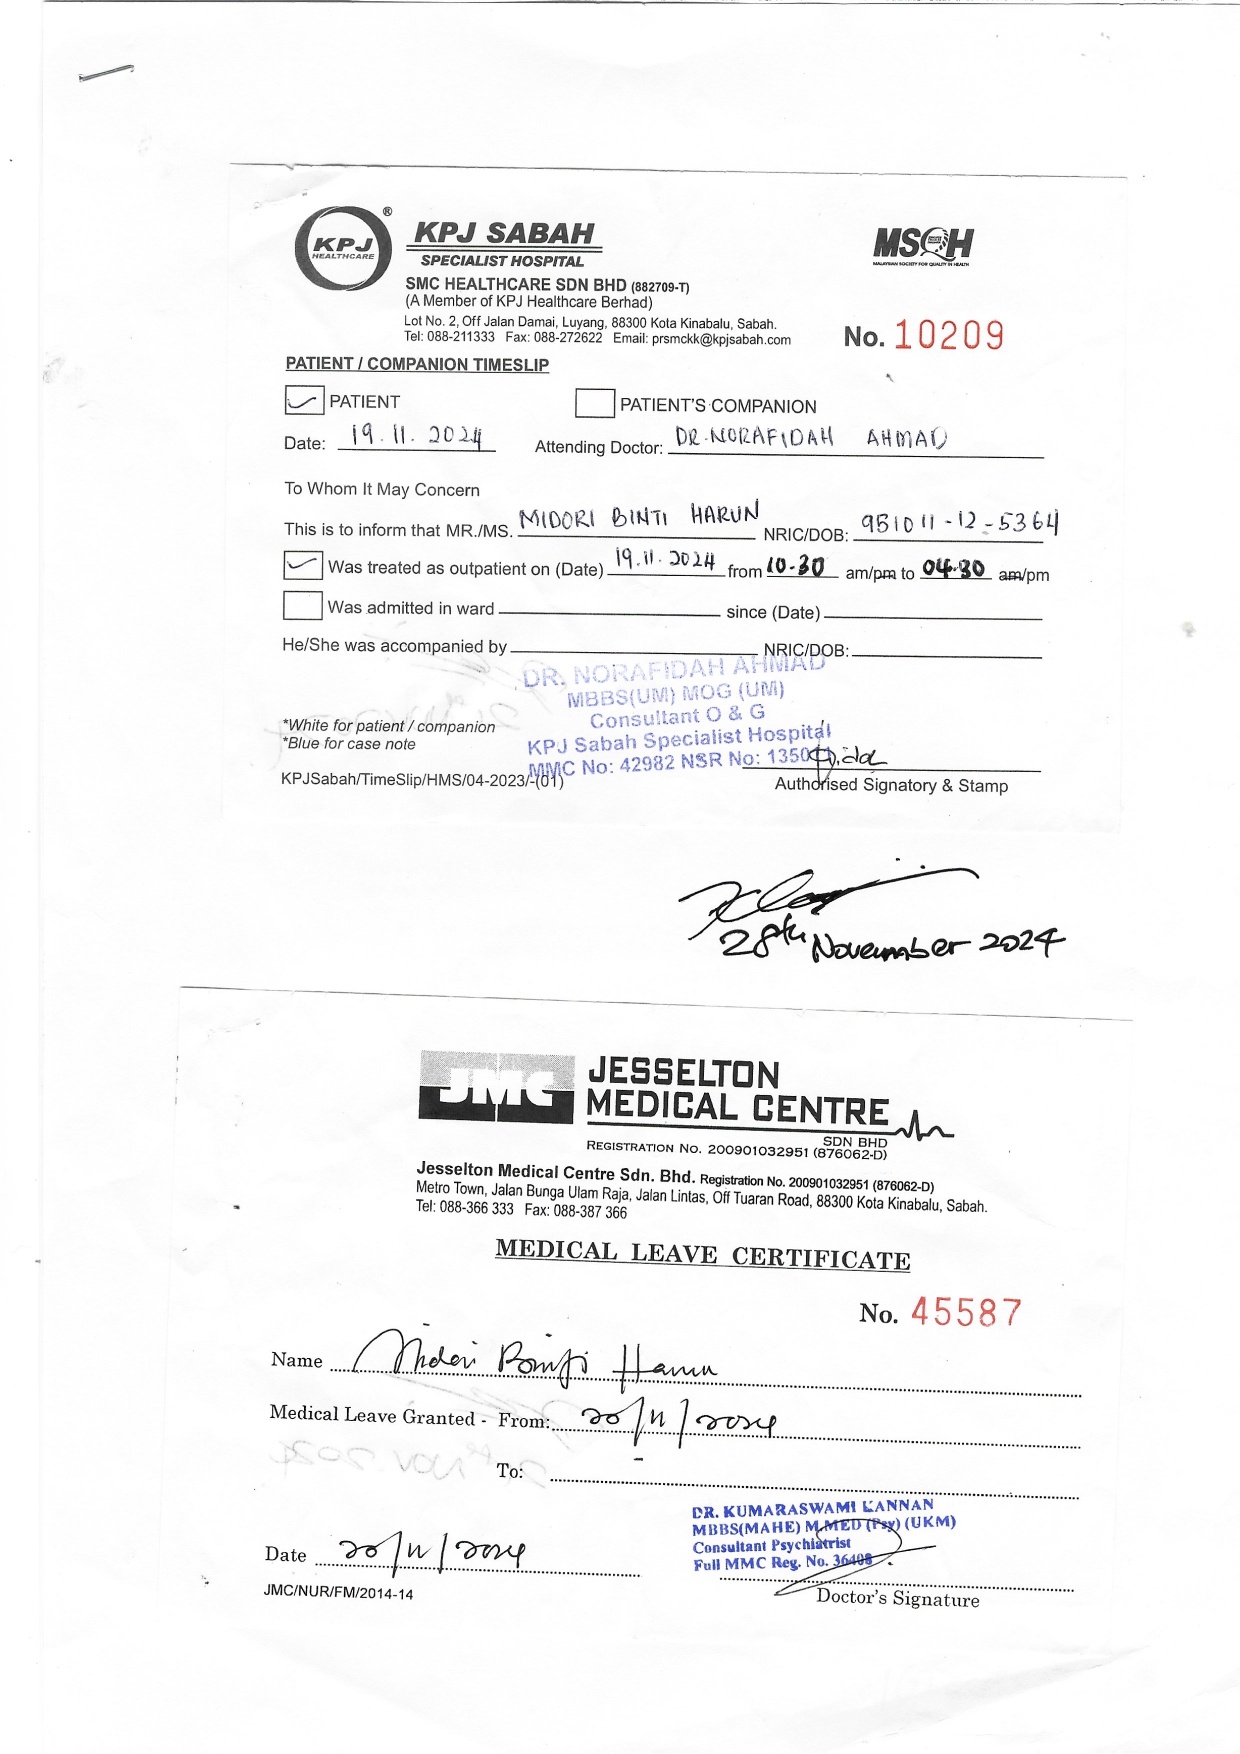 KPJ
HEALTHCARE
®
KPJ SABAH
SPECIALIST HOSPITAL
SMC HEALTHCARE SDN BHD (882709-T)
(A Member of KPJ Healthcare Berhad)
Lot No. 2, Off Jalan Damai, Luyang, 88300 Kota Kinabalu, Sabah.
Tel: 088-211333 Fax: 088-272622 Email: prsmckk@kpjsabah.com
MSQH
MALAYSIAN SOCIETY FOR QUALITY IN HEALTH
No. 10209
PATIENT / COMPANION TIMESLIP
PATIENT PATIENT'S COMPANION
Date: 19.11.2024 Attending Doctor: DR.NORAFIDAH AHMAD
To Whom It May Concern
This is to inform that MR./MS. MIDORI BINTI HARUN NRIC/DOB: 951011-12-5364
Was treated as outpatient on (Date) 19.11.2024 from 10.30 am/pm to 04.30 am/pm
Was admitted in ward since (Date)
He/She was accompanied by NRIC/DOB:
DR. NORAFIDAH AHMAD
MBBS(UM) MOG (UM)
Consultant O & G
KPJ Sabah Specialist Hospital
MMC No: 42982 NSR No:
*White for patient / companion
*Blue for case note
KPJSabah/TimeSlip/HMS/04-2023/-(01)
Authorised Signatory & Stamp
28th November 2024
JMC
JESSELTON
MEDICAL CENTRE
SDN BHD
REGISTRATION No. 200901032951 (876062-D)
Jesselton Medical Centre Sdn. Bhd. Registration No. 200901032951 (876062-D)
Metro Town, Jalan Bunga Ulam Raja, Jalan Lintas, Off Tuaran Road, 88300 Kota Kinabalu, Sabah.
Tel: 088-366 333 Fax: 088-387 366
MEDICAL LEAVE CERTIFICATE
No. 45587
Name Midori Binti Harun
Medical Leave Granted - From: 20/11/2024
To:
DR. KUMARASWAMI KANNAN
MBBS(MAHE) M.MED (Psy) (UKM)
Consultant Psychiatrist
Full MMC Reg. No. 36408
Date 20/11/2024
JMC/NUR/FM/2014-14
Doctor's Signature